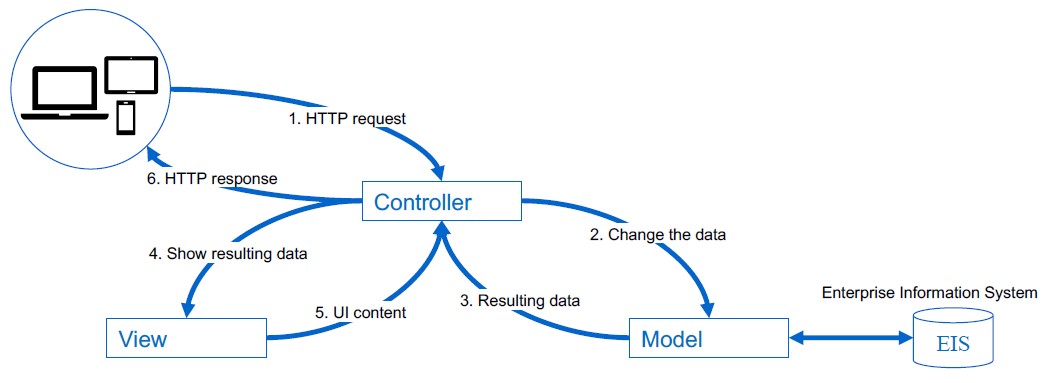 1. HTTP request
6. HTTP response
Controller
2. Change the data
4. Show resulting data
3. Resulting data
5. UI content
Enterprise Information System
View
Model
EIS